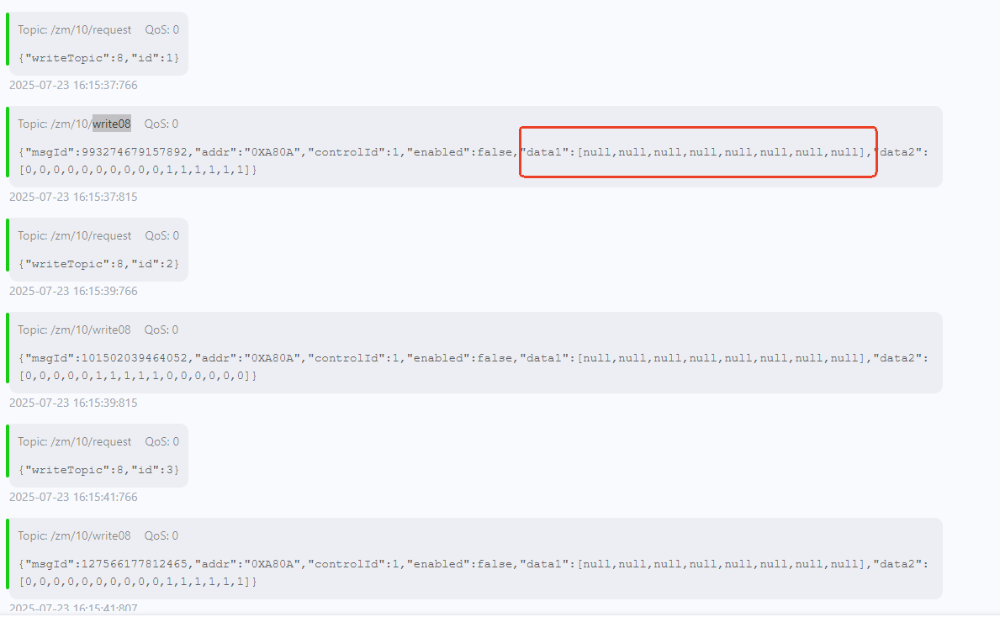 Topic: /zm/10/request QoS: 0
{"writeTopic":8,"id":1}
2025-07-23 16:15:37:766
Topic: /zm/10/write08 QoS: 0
{"msgId":993274679157892,"addr":"0XA80A","controlId":1,"enabled":false,"data1":[null,null,null,null,null,null,null,null],"data2":
[0,0,0,0,0,0,0,0,0,0,1,1,1,1,1,1]}
2025-07-23 16:15:37:815
Topic: /zm/10/request QoS: 0
{"writeTopic":8,"id":2}
2025-07-23 16:15:39:766
Topic: /zm/10/write08 QoS: 0
{"msgId":101502039464052,"addr":"0XA80A","controlId":1,"enabled":false,"data1":[null,null,null,null,null,null,null,null],"data2":
[0,0,0,0,0,1,1,1,1,1,0,0,0,0,0,0]}
2025-07-23 16:15:39:815
Topic: /zm/10/request QoS: 0
{"writeTopic":8,"id":3}
2025-07-23 16:15:41:766
Topic: /zm/10/write08 QoS: 0
{"msgId":127566177812465,"addr":"0XA80A","controlId":1,"enabled":false,"data1":[null,null,null,null,null,null,null,null],"data2":
[0,0,0,0,0,0,0,0,0,0,1,1,1,1,1,1]}
2025-07-23 16:15:41:807